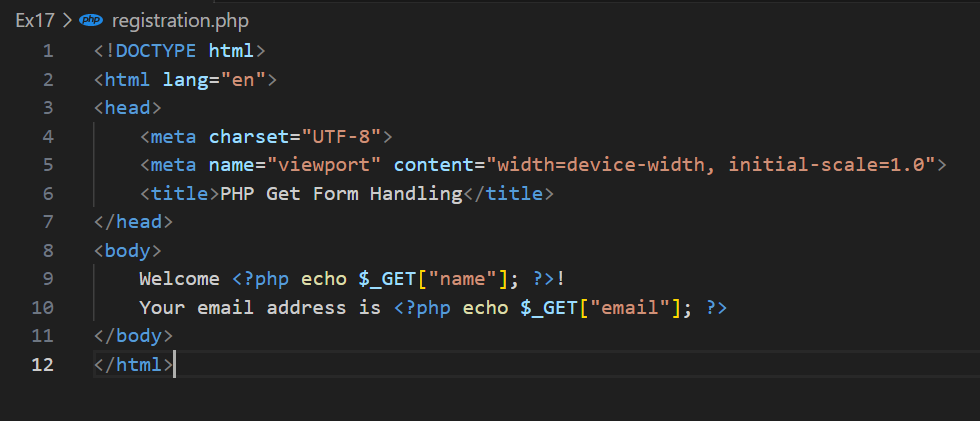 Ex17 > php registration.php
1 <!DOCTYPE html>
2 <html lang="en">
3 <head>
4     <meta charset="UTF-8">
5     <meta name="viewport" content="width=device-width, initial-scale=1.0">
6     <title>PHP Get Form Handling</title>
7 </head>
8 <body>
9     Welcome <?php echo $_GET["name"]; ?>!
10     Your email address is <?php echo $_GET["email"]; ?>
11 </body>
12 </html>